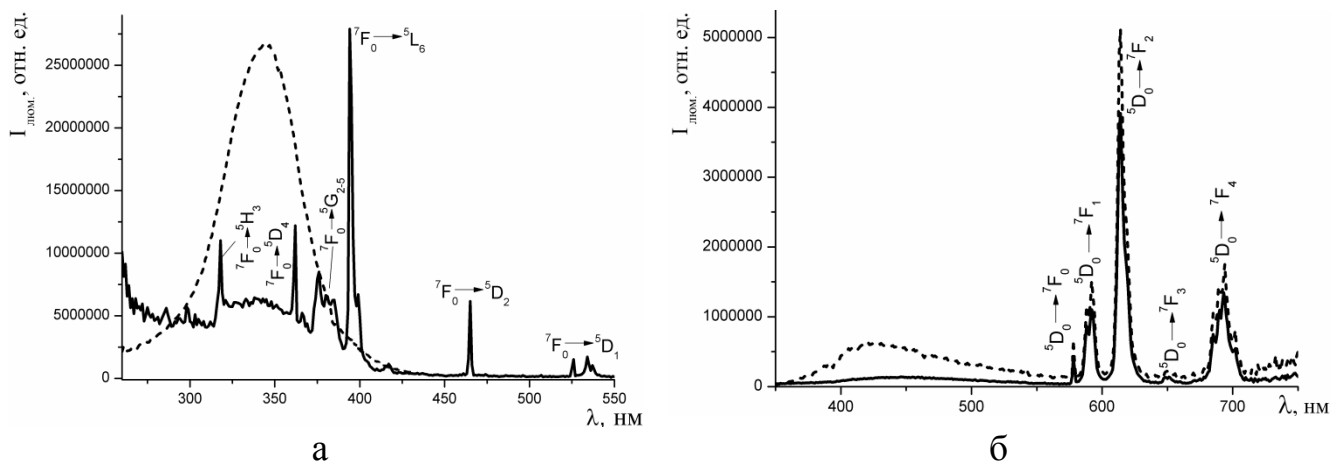 I люм., отн. ед.
25000000
20000000
15000000
10000000
5000000
0
300 350 400 450 500 550
λ, нм
⁷F₀→⁵H₃
⁷F₀→⁵D₄
⁷F₀→⁵G₂₋₅
⁷F₀→⁵L₆
⁷F₀→⁵D₂
⁷F₀→⁵D₁
а
I люм., отн. ед.
5000000
4000000
3000000
2000000
1000000
0
400 500 600 700
λ, нм
⁵D₀→⁷F₀
⁵D₀→⁷F₁
⁵D₀→⁷F₂
⁵D₀→⁷F₃
⁵D₀→⁷F₄
б